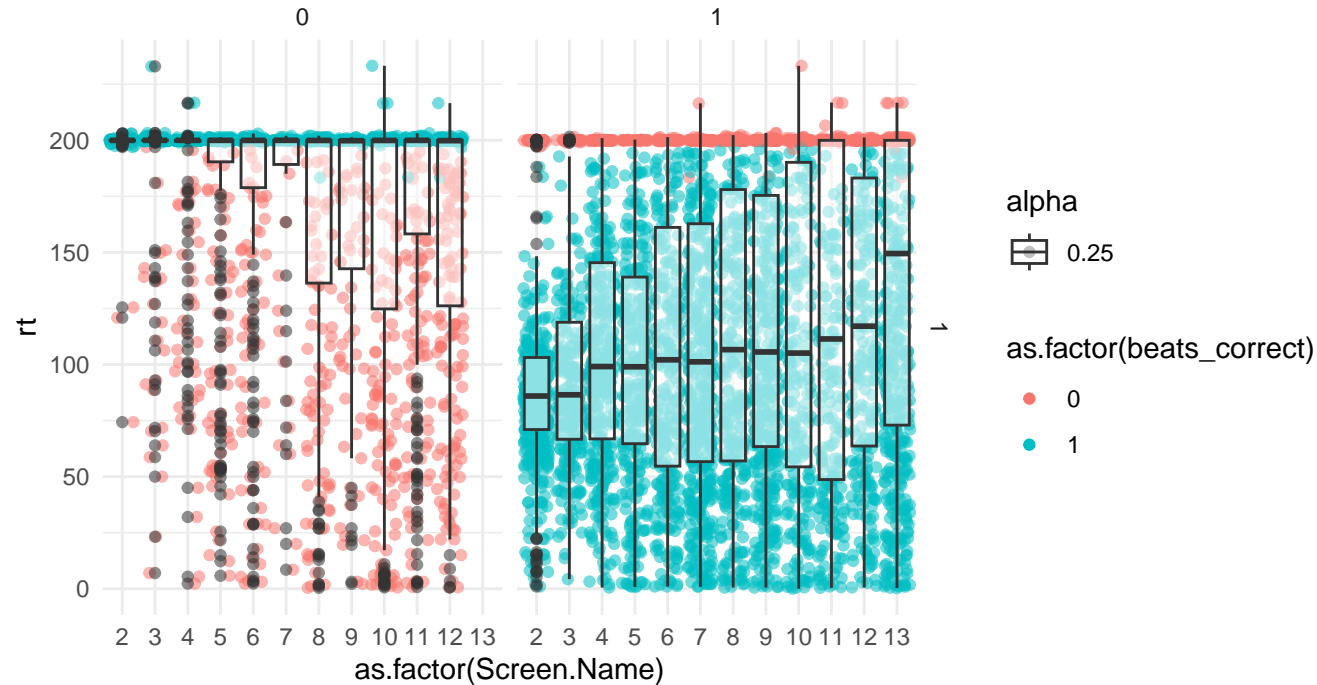 0 1
200
150
100
50
0
rt
1
2 3 4 5 6 7 8 9 10 11 12 13 2 3 4 5 6 7 8 9 10 11 12 13
as.factor(Screen.Name)
alpha
0.25
as.factor(beats_correct)
0
1